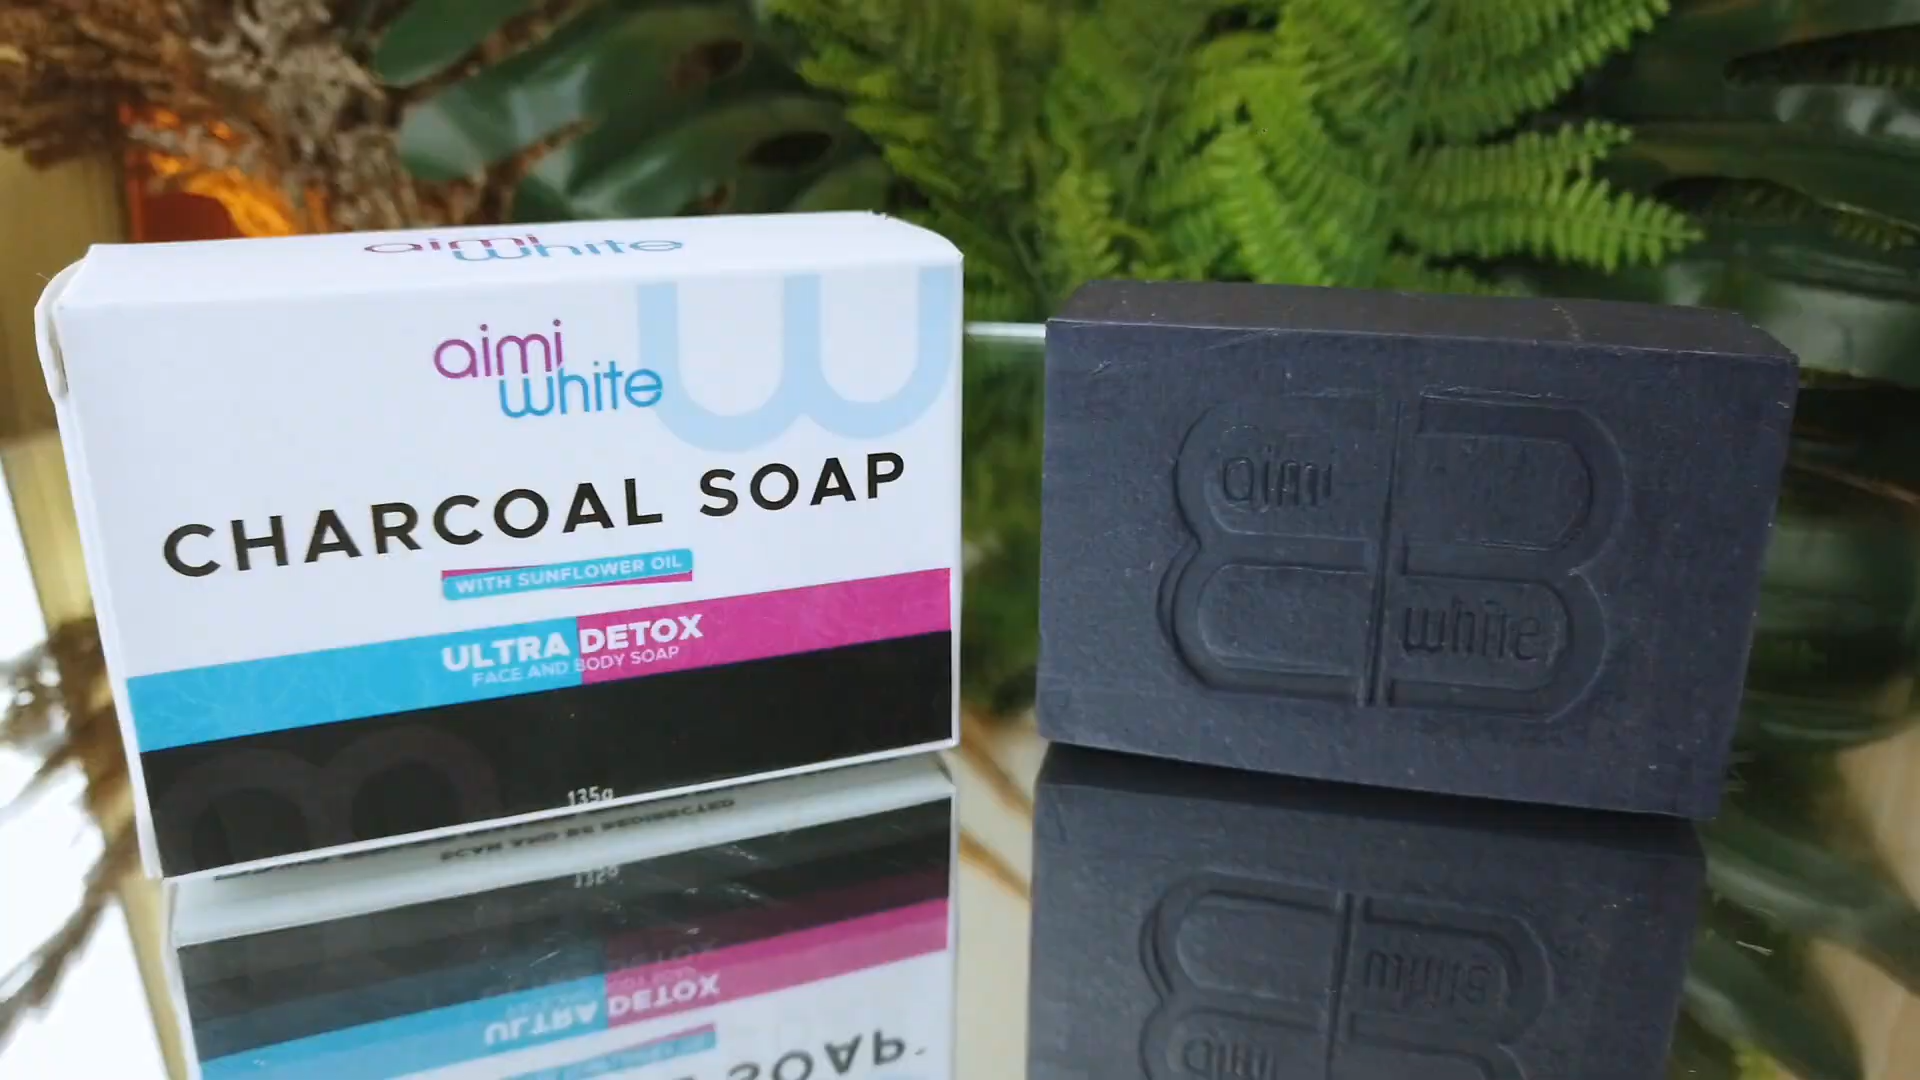 aimi
white
aimi
white
CHARCOAL SOAP
WITH SUNFLOWER OIL
ULTRA DETOX
FACE AND BODY SOAP
135g
aimi
white